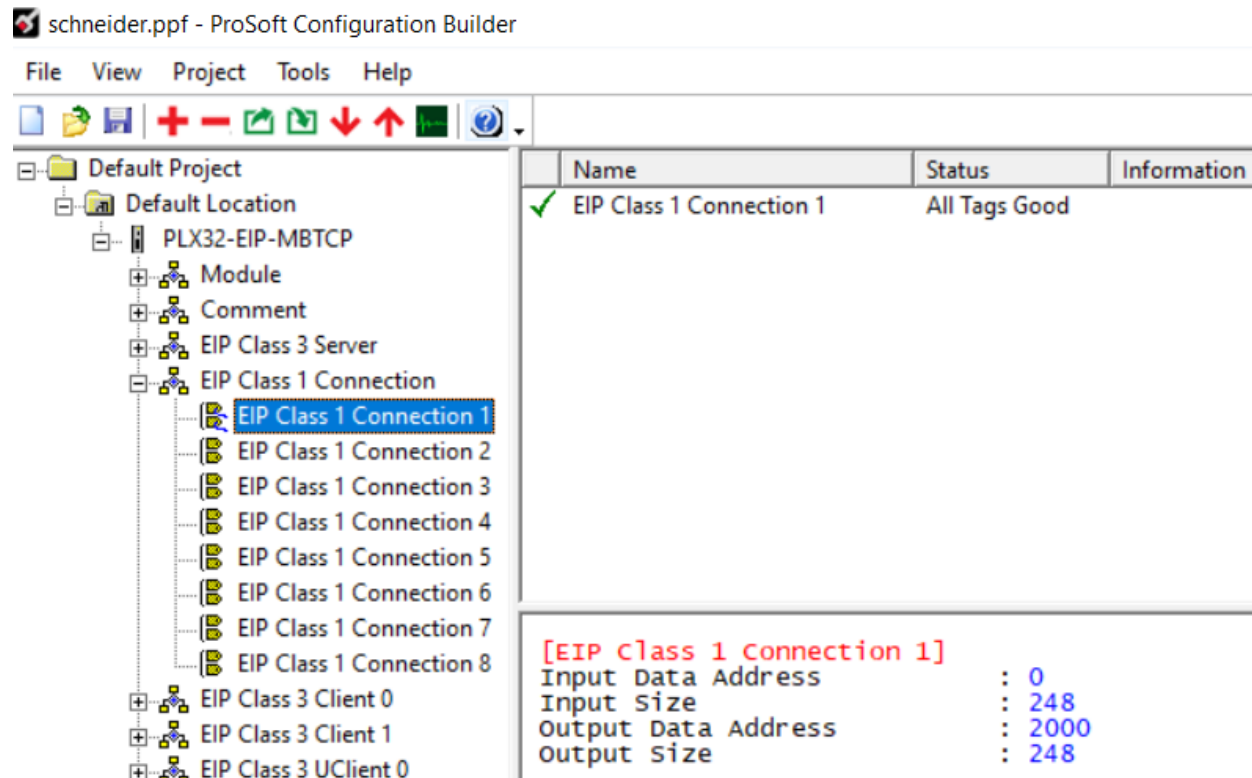 schneider.ppf - ProSoft Configuration Builder
File View Project Tools Help
Default Project
Default Location
PLX32-EIP-MBTCP
Module
Comment
EIP Class 3 Server
EIP Class 1 Connection
EIP Class 1 Connection 1
EIP Class 1 Connection 2
EIP Class 1 Connection 3
EIP Class 1 Connection 4
EIP Class 1 Connection 5
EIP Class 1 Connection 6
EIP Class 1 Connection 7
EIP Class 1 Connection 8
EIP Class 3 Client 0
EIP Class 3 Client 1
EIP Class 3 UClient 0
Name Status Information
EIP Class 1 Connection 1 All Tags Good
[EIP Class 1 Connection 1]
Input Data Address : 0
Input Size : 248
Output Data Address : 2000
Output Size : 248